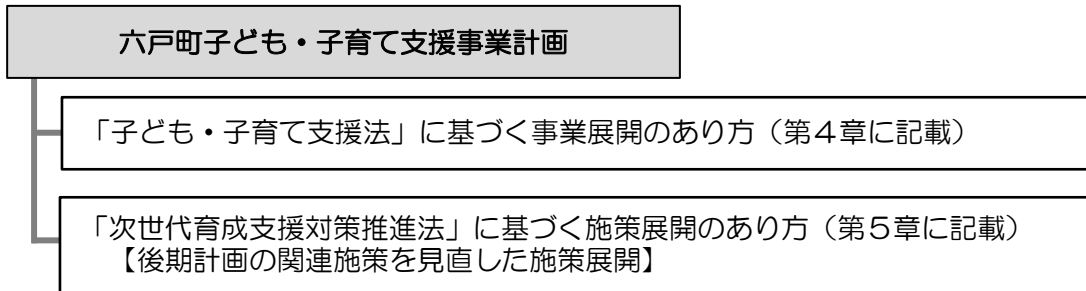 六戸町子ども・子育て支援事業計画
「子ども・子育て支援法」に基づく事業展開のあり方（第４章に記載）
「次世代育成支援対策推進法」に基づく施策展開のあり方（第５章に記載）
【後期計画の関連施策を見直した施策展開】